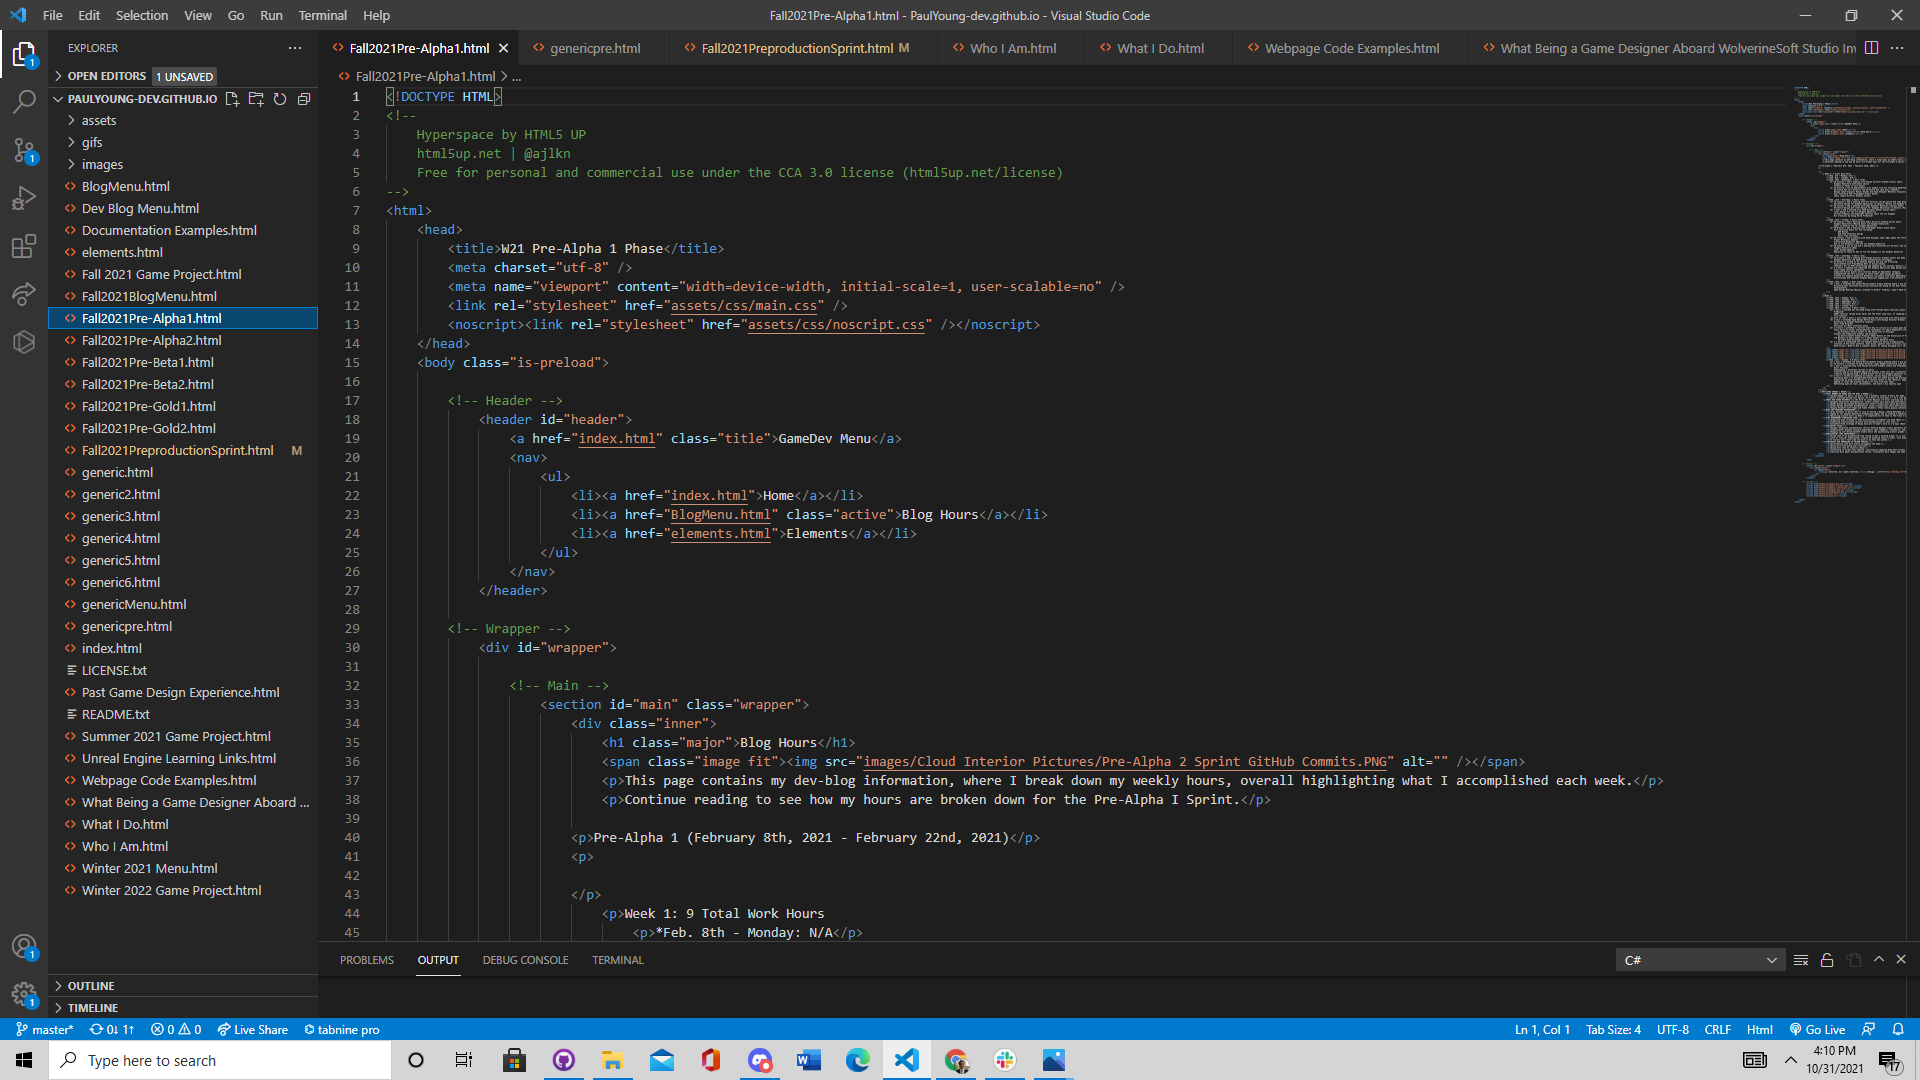 File Edit Selection View Go Run Terminal Help
Fall2021Pre-Alpha1.html - PaulYoung-dev.github.io - Visual Studio Code
EXPLORER
OPEN EDITORS 1 UNSAVED
PAULYOUNG-DEV.GITHUB.IO
assets
gifs
images
BlogMenu.html
Dev Blog Menu.html
Documentation Examples.html
elements.html
Fall 2021 Game Project.html
Fall2021BlogMenu.html
Fall2021Pre-Alpha1.html
Fall2021Pre-Alpha2.html
Fall2021Pre-Beta1.html
Fall2021Pre-Beta2.html
Fall2021Pre-Gold1.html
Fall2021Pre-Gold2.html
Fall2021PreproductionSprint.html M
generic.html
generic2.html
generic3.html
generic4.html
generic5.html
generic6.html
genericMenu.html
genericpre.html
index.html
LICENSE.txt
Past Game Design Experience.html
README.txt
Summer 2021 Game Project.html
Unreal Engine Learning Links.html
Webpage Code Examples.html
What Being a Game Designer Aboard ...
What I Do.html
Who I Am.html
Winter 2021 Menu.html
Winter 2022 Game Project.html
OUTLINE
TIMELINE
Fall2021Pre-Alpha1.html genericpre.html Fall2021PreproductionSprint.html M Who I Am.html What I Do.html Webpage Code Examples.html What Being a Game Designer Aboard WolverineSoft Studio Inv
Fall2021Pre-Alpha1.html > ...
1 <!DOCTYPE HTML>
2 <!--
3 Hyperspace by HTML5 UP
4 html5up.net | @ajlkn
5 Free for personal and commercial use under the CCA 3.0 license (html5up.net/license)
6 -->
7 <html>
8 <head>
9 <title>W21 Pre-Alpha 1 Phase</title>
10 <meta charset="utf-8" />
11 <meta name="viewport" content="width=device-width, initial-scale=1, user-scalable=no" />
12 <link rel="stylesheet" href="assets/css/main.css" />
13 <noscript><link rel="stylesheet" href="assets/css/noscript.css" /></noscript>
14 </head>
15 <body class="is-preload">
16
17 <!-- Header -->
18 <header id="header">
19 <a href="index.html" class="title">GameDev Menu</a>
20 <nav>
21 <ul>
22 <li><a href="index.html">Home</a></li>
23 <li><a href="BlogMenu.html" class="active">Blog Hours</a></li>
24 <li><a href="elements.html">Elements</a></li>
25 </ul>
26 </nav>
27 </header>
28
29 <!-- Wrapper -->
30 <div id="wrapper">
31
32 <!-- Main -->
33 <section id="main" class="wrapper">
34 <div class="inner">
35 <h1 class="major">Blog Hours</h1>
36 <span class="image fit"><img src="images/Cloud Interior Pictures/Pre-Alpha 2 Sprint GitHub Commits.PNG" alt="" /></span>
37 <p>This page contains my dev-blog information, where I break down my weekly hours, overall highlighting what I accomplished each week.</p>
38 <p>Continue reading to see how my hours are broken down for the Pre-Alpha I Sprint.</p>
39
40 <p>Pre-Alpha 1 (February 8th, 2021 - February 22nd, 2021)</p>
41 <p>
42
43 </p>
44 <p>Week 1: 9 Total Work Hours
45 <p>*Feb. 8th - Monday: N/A</p>
PROBLEMS OUTPUT DEBUG CONSOLE TERMINAL
C#
master* 0↓ 1↑ 0 0 Live Share tabnine pro
Ln 1, Col 1 Tab Size: 4 UTF-8 CRLF Html Go Live
Type here to search
4:10 PM
10/31/2021
17